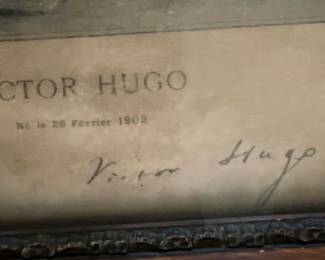 CTOR HUGO
Né le 26 Février 1802
Victor Hugo